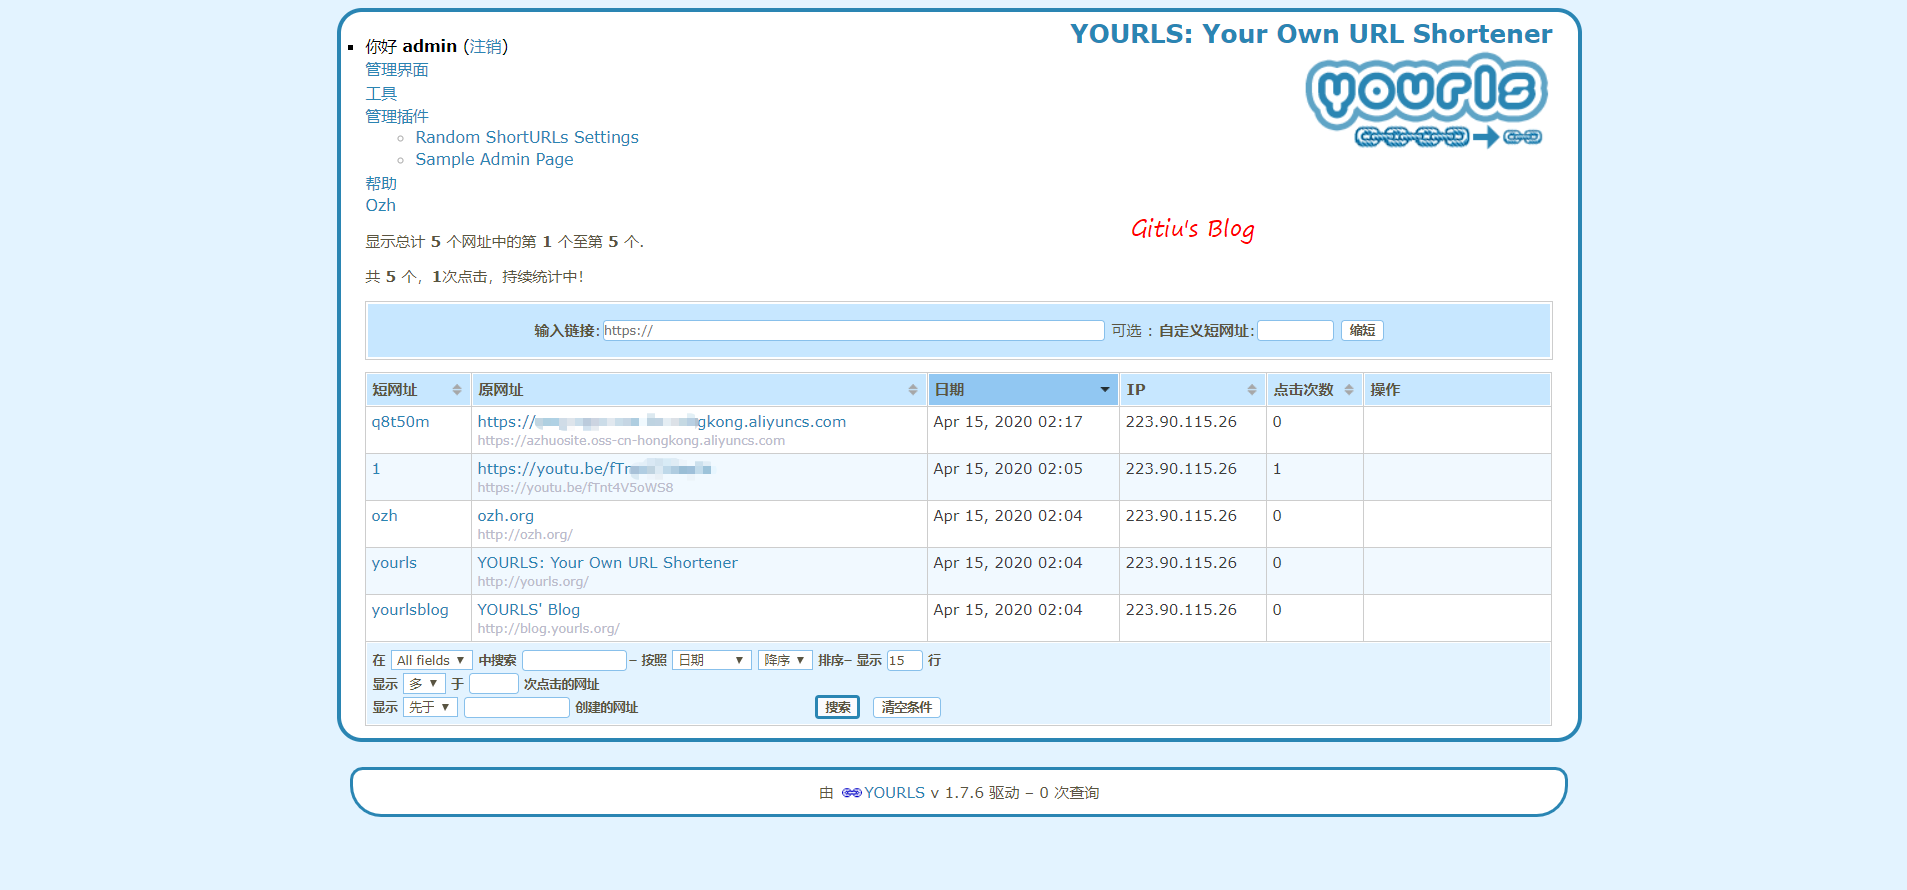 YOURLS: Your Own URL Shortener
yourls
你好 admin (注销)
管理界面
工具
管理插件
Random ShortURLs Settings
Sample Admin Page
帮助
Ozh
Gitiu's Blog
显示总计 5 个网址中的第 1 个至第 5 个.
共 5 个，1次点击，持续统计中！
输入链接: https:// 可选 : 自定义短网址: 缩短
短网址 原网址 日期 IP 点击次数 操作
q8t50m https:// gkong.aliyuncs.com Apr 15, 2020 02:17 223.90.115.26 0
https://azhuosite.oss-cn-hongkong.aliyuncs.com
1 https://youtu.be/fTn Apr 15, 2020 02:05 223.90.115.26 1
https://youtu.be/fTnt4V5oWS8
ozh ozh.org Apr 15, 2020 02:04 223.90.115.26 0
http://ozh.org/
yourls YOURLS: Your Own URL Shortener Apr 15, 2020 02:04 223.90.115.26 0
http://yourls.org/
yourlsblog YOURLS' Blog Apr 15, 2020 02:04 223.90.115.26 0
http://blog.yourls.org/
在 All fields 中搜索 – 按照 日期 降序 排序– 显示 15 行
显示 多 于 次点击的网址
显示 先于 创建的网址 搜索 清空条件
由 YOURLS v 1.7.6 驱动 – 0 次查询